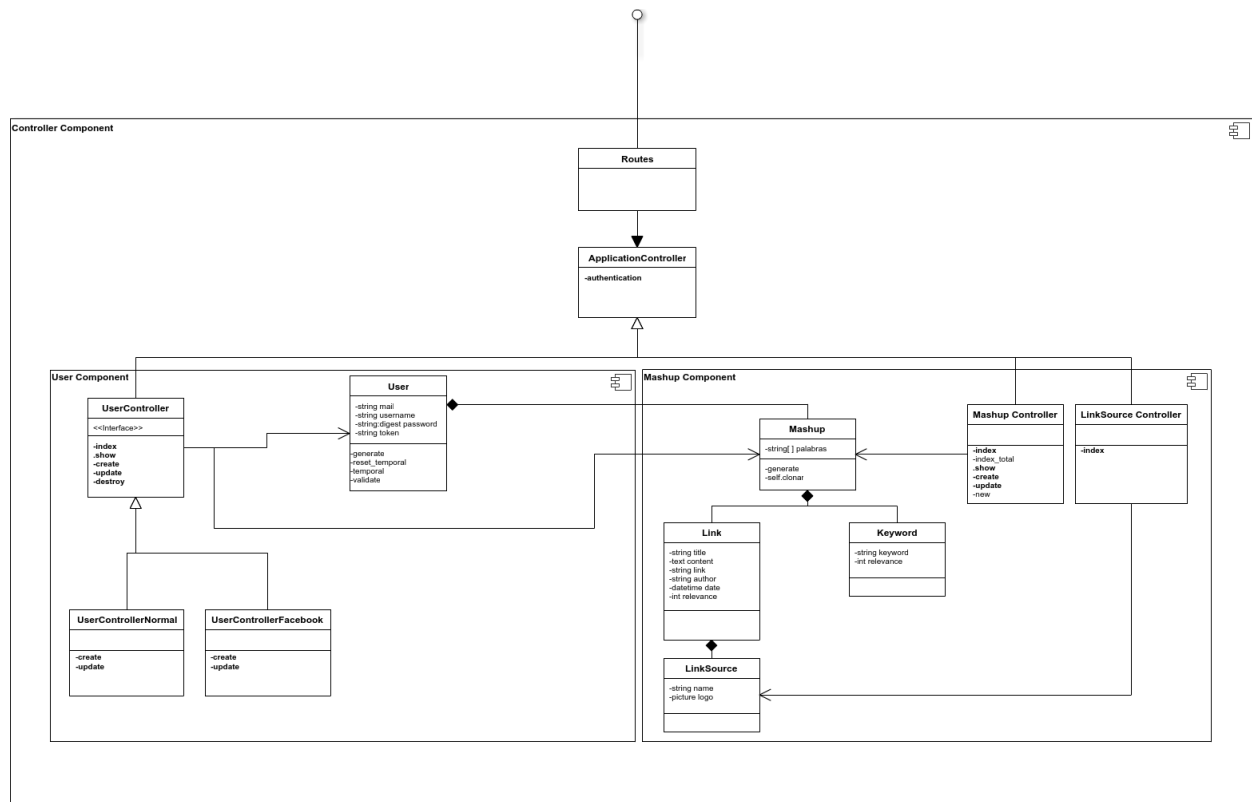 Controller Component
Routes
ApplicationController
-authentication
User Component
UserController
<<Interface>>
-index
.show
-create
-update
-destroy
User
-string mail
-string username
-string:digest password
-string token
-generate
-reset_temporal
-temporal
-validate
UserControllerNormal
-create
-update
UserControllerFacebook
-create
-update
Mashup Component
Mashup
-string[ ] palabras
-generate
-self.clonar
Mashup Controller
-index
-index_total
.show
-create
-update
-new
LinkSource Controller
-index
Link
-string title
-text content
-string link
-string author
-datetime date
-int relevance
Keyword
-string keyword
-int relevance
LinkSource
-string name
-picture logo